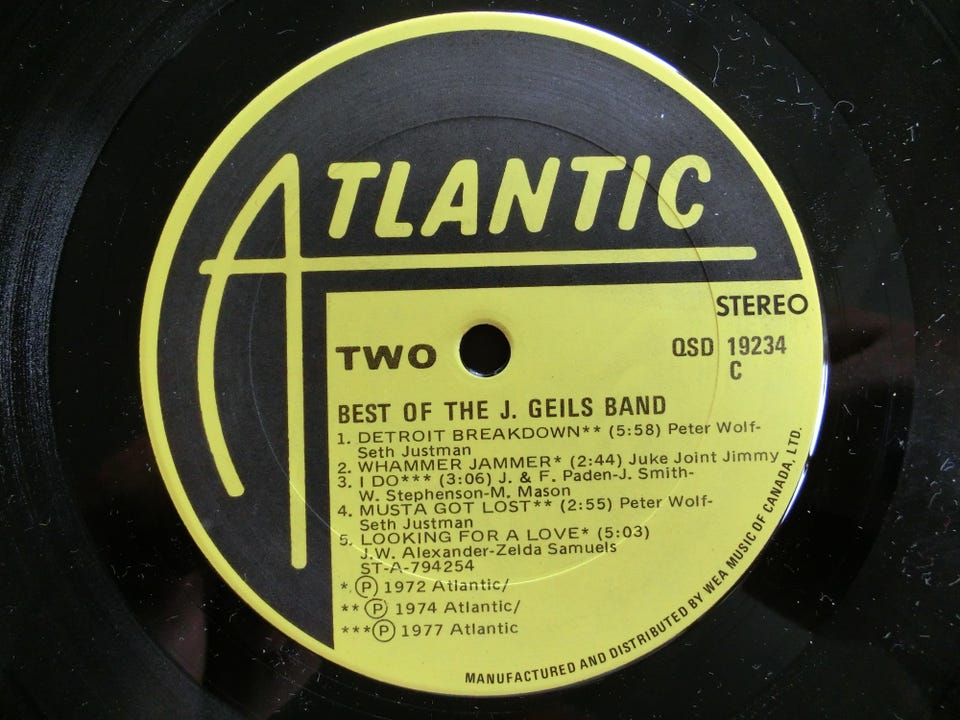 ATLANTIC
STEREO
TWO
QSD 19234
C
BEST OF THE J. GEILS BAND
1. DETROIT BREAKDOWN** (5:58) Peter Wolf-
Seth Justman
2. WHAMMER JAMMER* (2:44) Juke Joint Jimmy
3. I DO*** (3:06) J. & F. Paden-J. Smith-
W. Stephenson-M. Mason
4. MUSTA GOT LOST** (2:55) Peter Wolf-
Seth Justman
5. LOOKING FOR A LOVE* (5:03)
J.W. Alexander-Zelda Samuels
ST-A-794254
*. Ⓟ 1972 Atlantic/
** Ⓟ 1974 Atlantic/
***Ⓟ 1977 Atlantic
MANUFACTURED AND DISTRIBUTED BY WEA MUSIC OF CANADA, LTD.